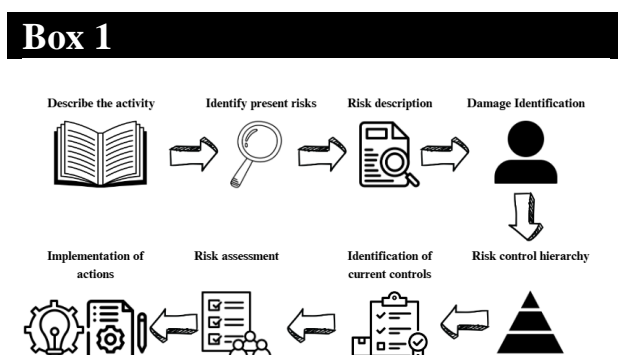 Box 1
Describe the activity
Identify present risks
Risk description
Damage Identification
Implementation of
actions
Risk assessment
Identification of
current controls
Risk control hierarchy